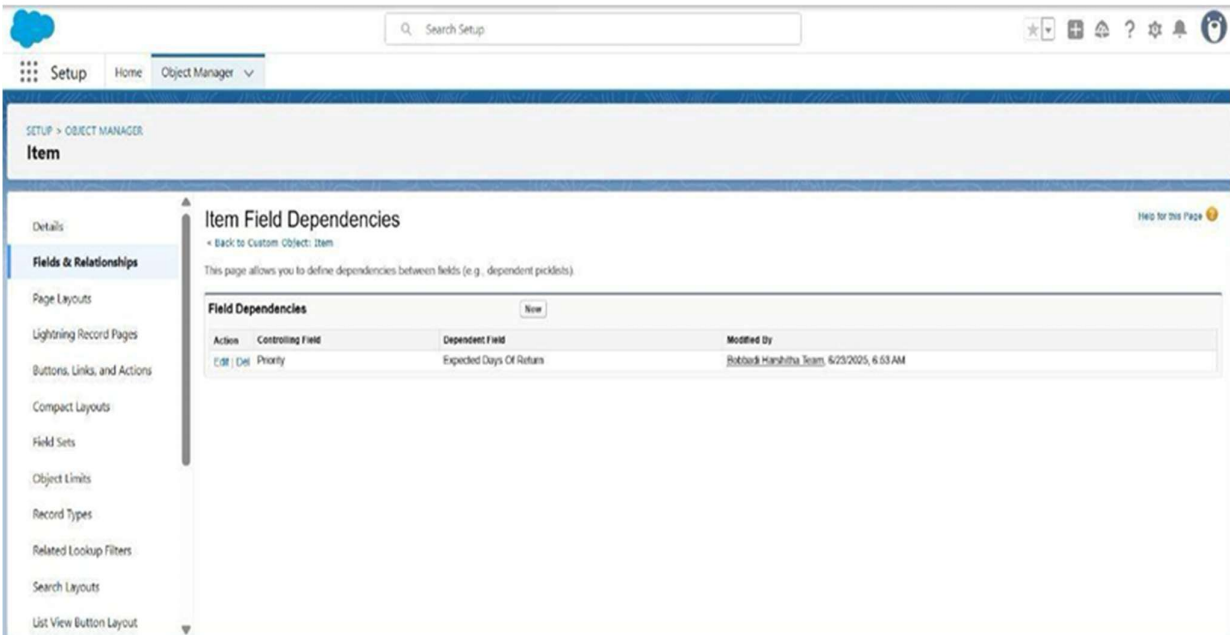 Search Setup
Setup Home Object Manager
SETUP > OBJECT MANAGER
Item
Details
Fields & Relationships
Page Layouts
Lightning Record Pages
Buttons, Links, and Actions
Compact Layouts
Field Sets
Object Limits
Record Types
Related Lookup Filters
Search Layouts
List View Button Layout
Item Field Dependencies
Help for this Page
« Back to Custom Object: Item
This page allows you to define dependencies between fields (e.g., dependent picklists).
Field Dependencies New
Action Controlling Field Dependent Field Modified By
Edit | Del Priority Expected Days Of Return Bobbadi Harshitha Team, 6/23/2025, 6:53 AM